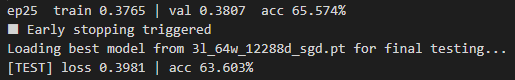 ep25  train 0.3765 | val 0.3807  acc 65.574%
Early stopping triggered
Loading best model from 3l_64w_12288d_sgd.pt for final testing...
[TEST] loss 0.3981 | acc 63.603%